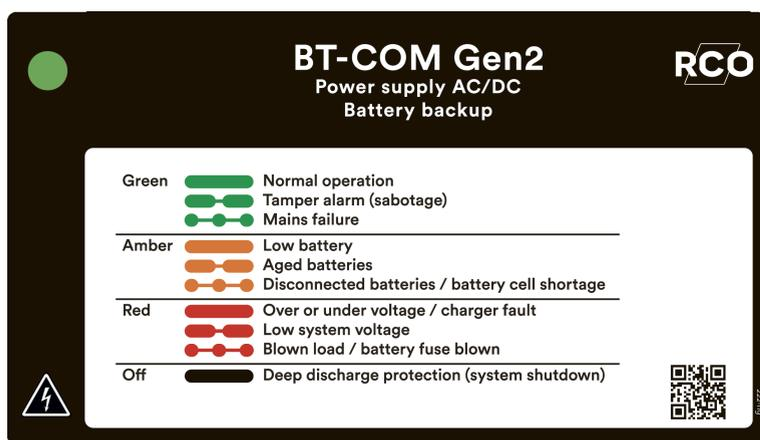 BT-COM Gen2
RCO
Power supply AC/DC
Battery backup
Green Normal operation
Tamper alarm (sabotage)
Mains failure
Amber Low battery
Aged batteries
Disconnected batteries / battery cell shortage
Red Over or under voltage / charger fault
Low system voltage
Blown load / battery fuse blown
Off Deep discharge protection (system shutdown)